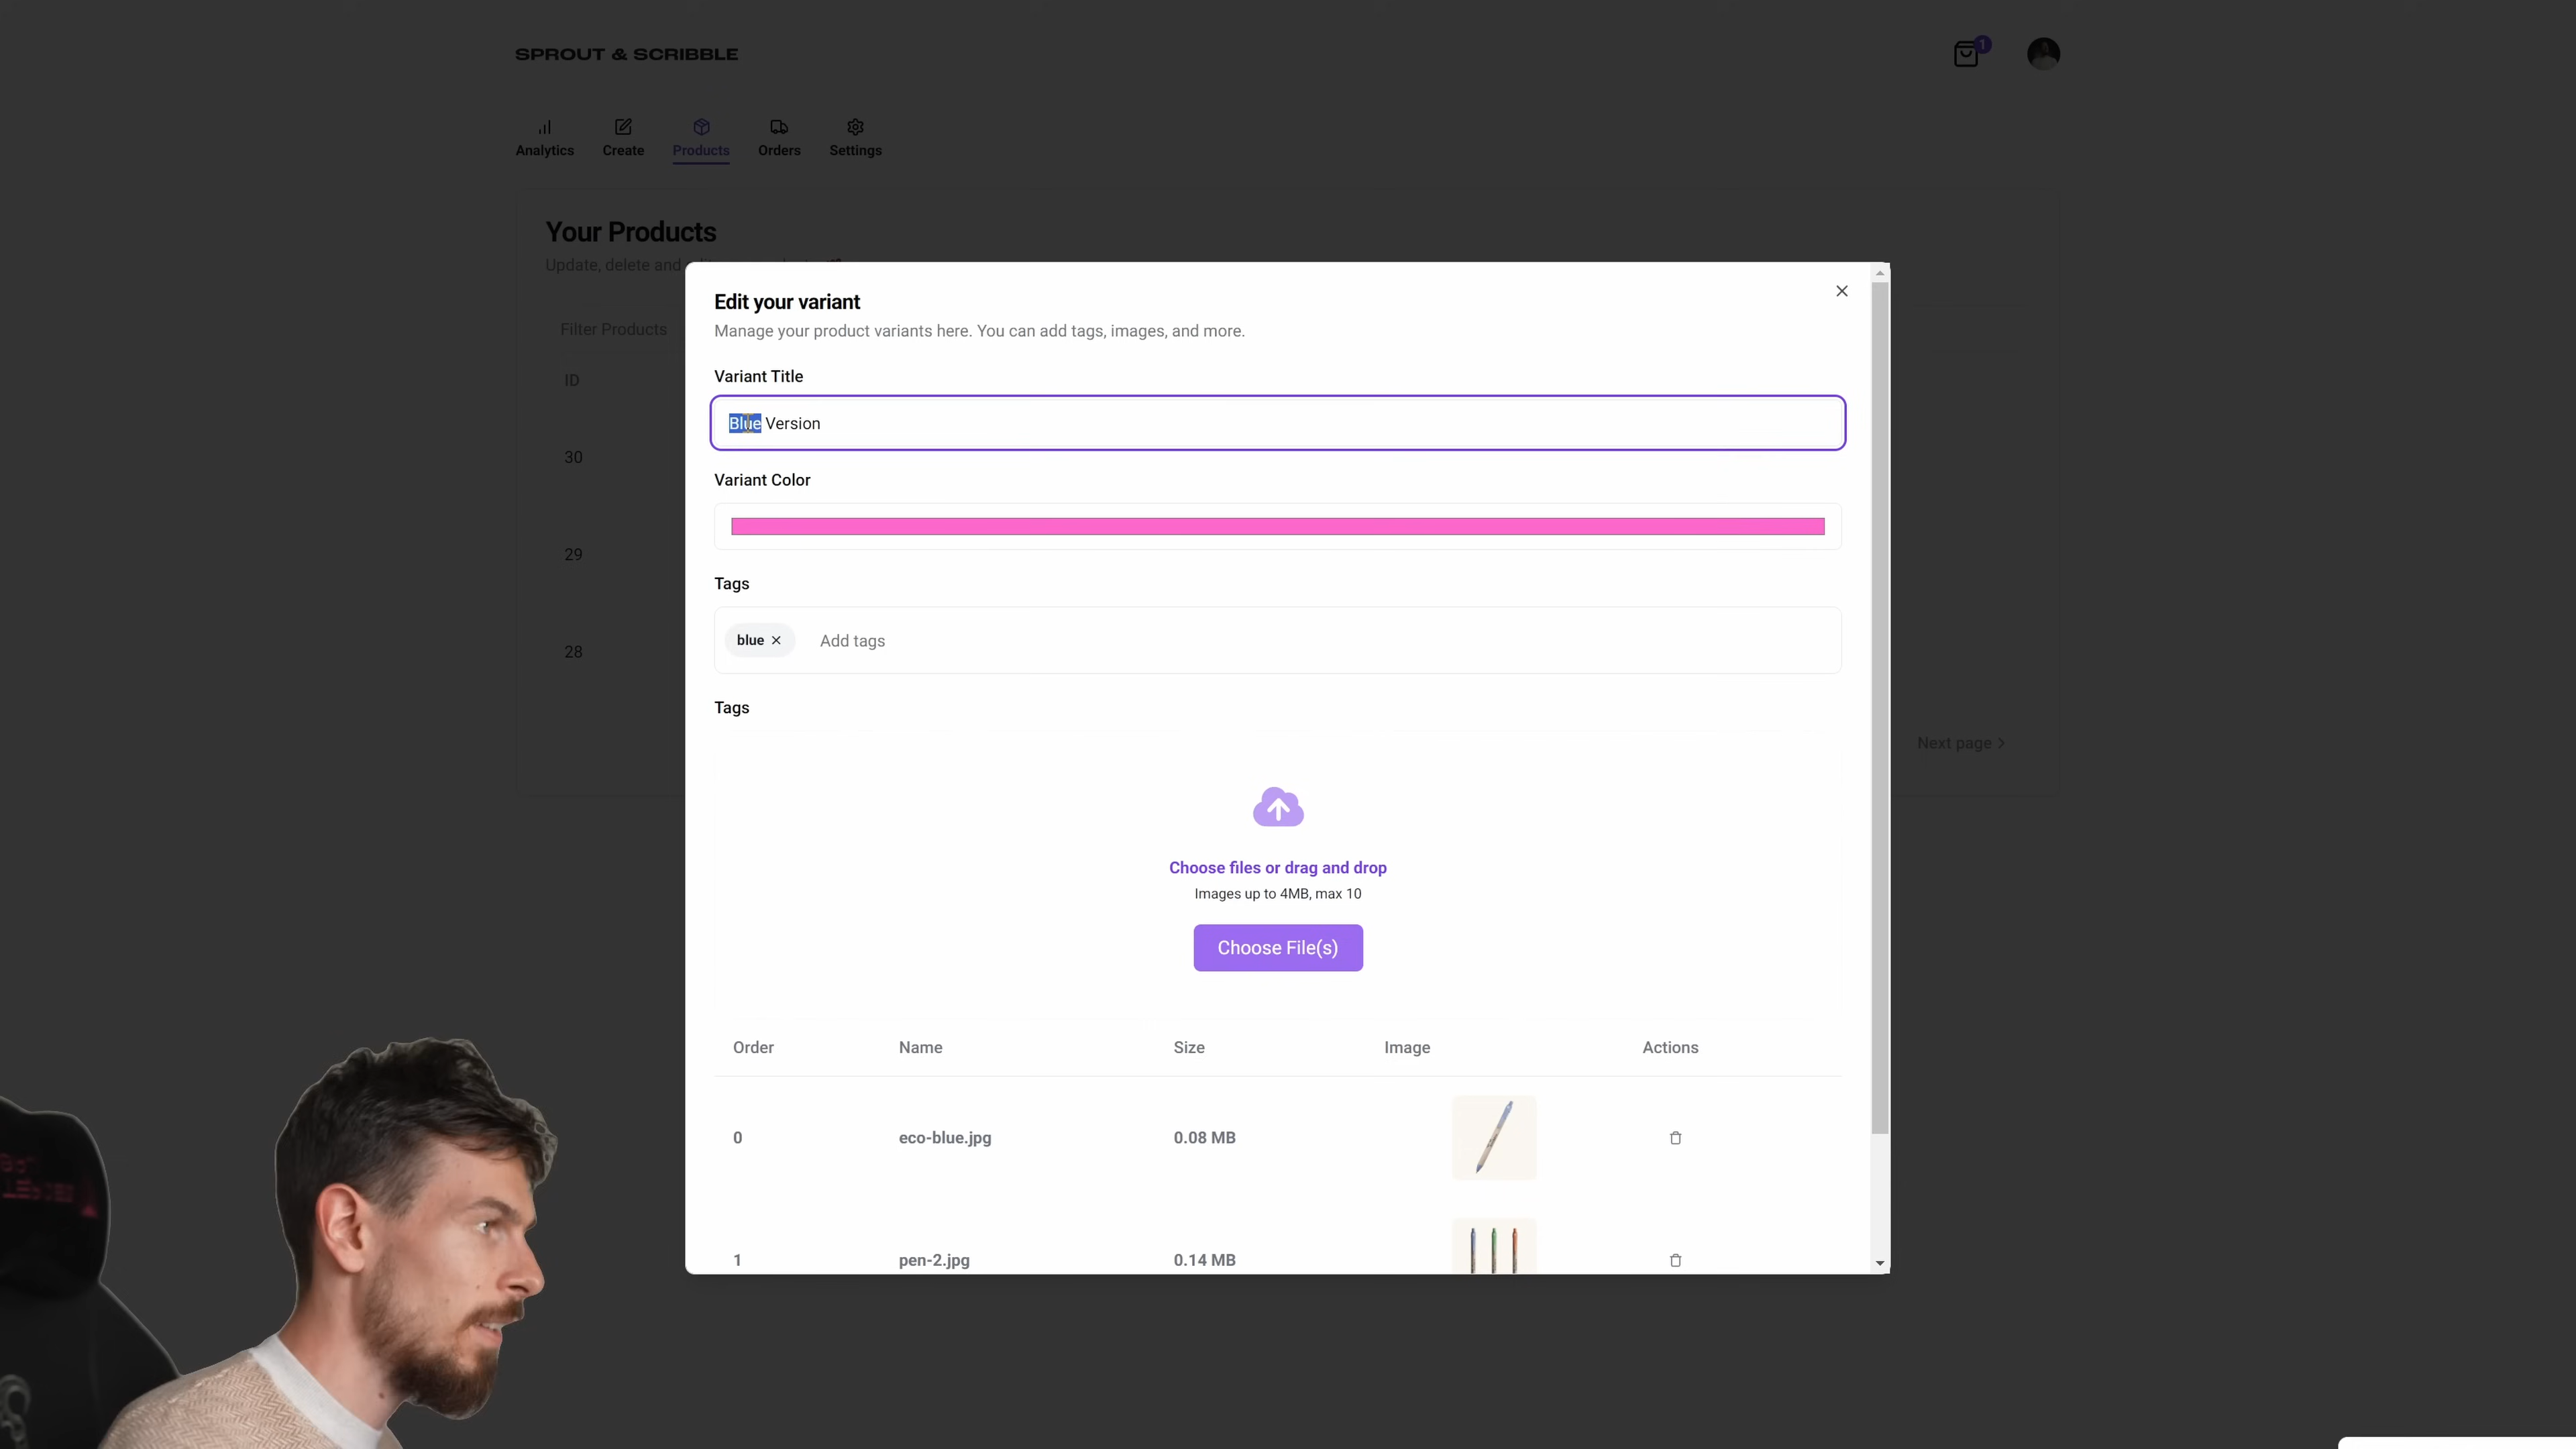 SPROUT & SCRIBBLE
1
Analytics
Create
Products
Orders
Settings
Your Products
Update, delete and
Filter Products
ID
30
29
28
Next page
Edit your variant
Manage your product variants here. You can add tags, images, and more.
Variant Title
Blue Version
Variant Color
Tags
blue
Add tags
Tags
Choose files or drag and drop
Images up to 4MB, max 10
Choose File(s)
Order Name Size Image Actions
0 eco-blue.jpg 0.08 MB
1 pen-2.jpg 0.14 MB